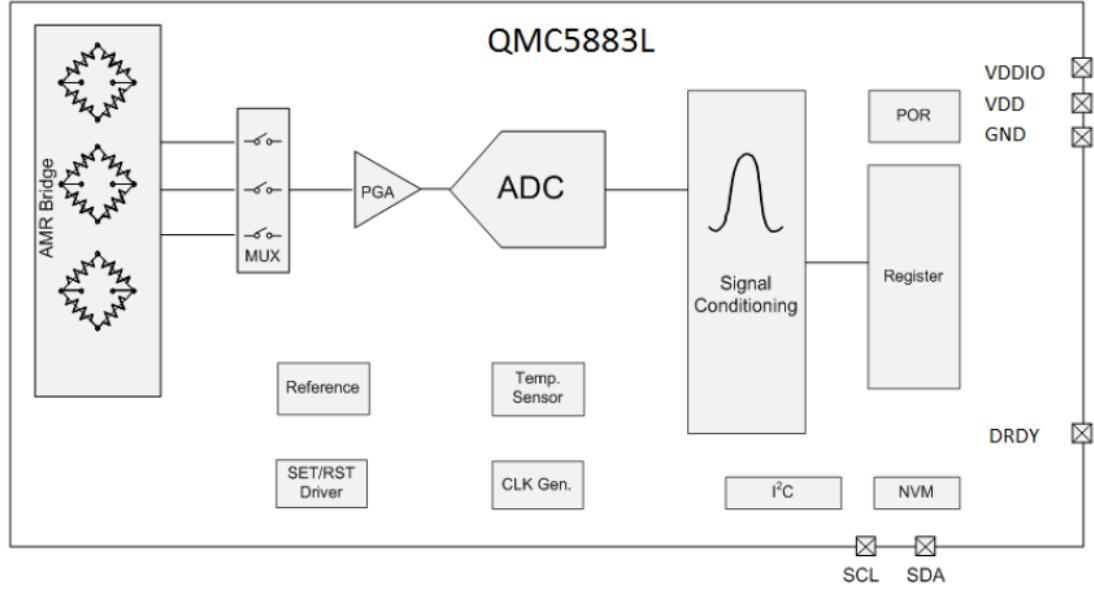 QMC5883L
AMR Bridge
MUX
PGA
ADC
Signal
Conditioning
POR
Register
VDDIO
VDD
GND
DRDY
Reference
Temp.
Sensor
SET/RST
Driver
CLK Gen.
I²C
NVM
SCL
SDA